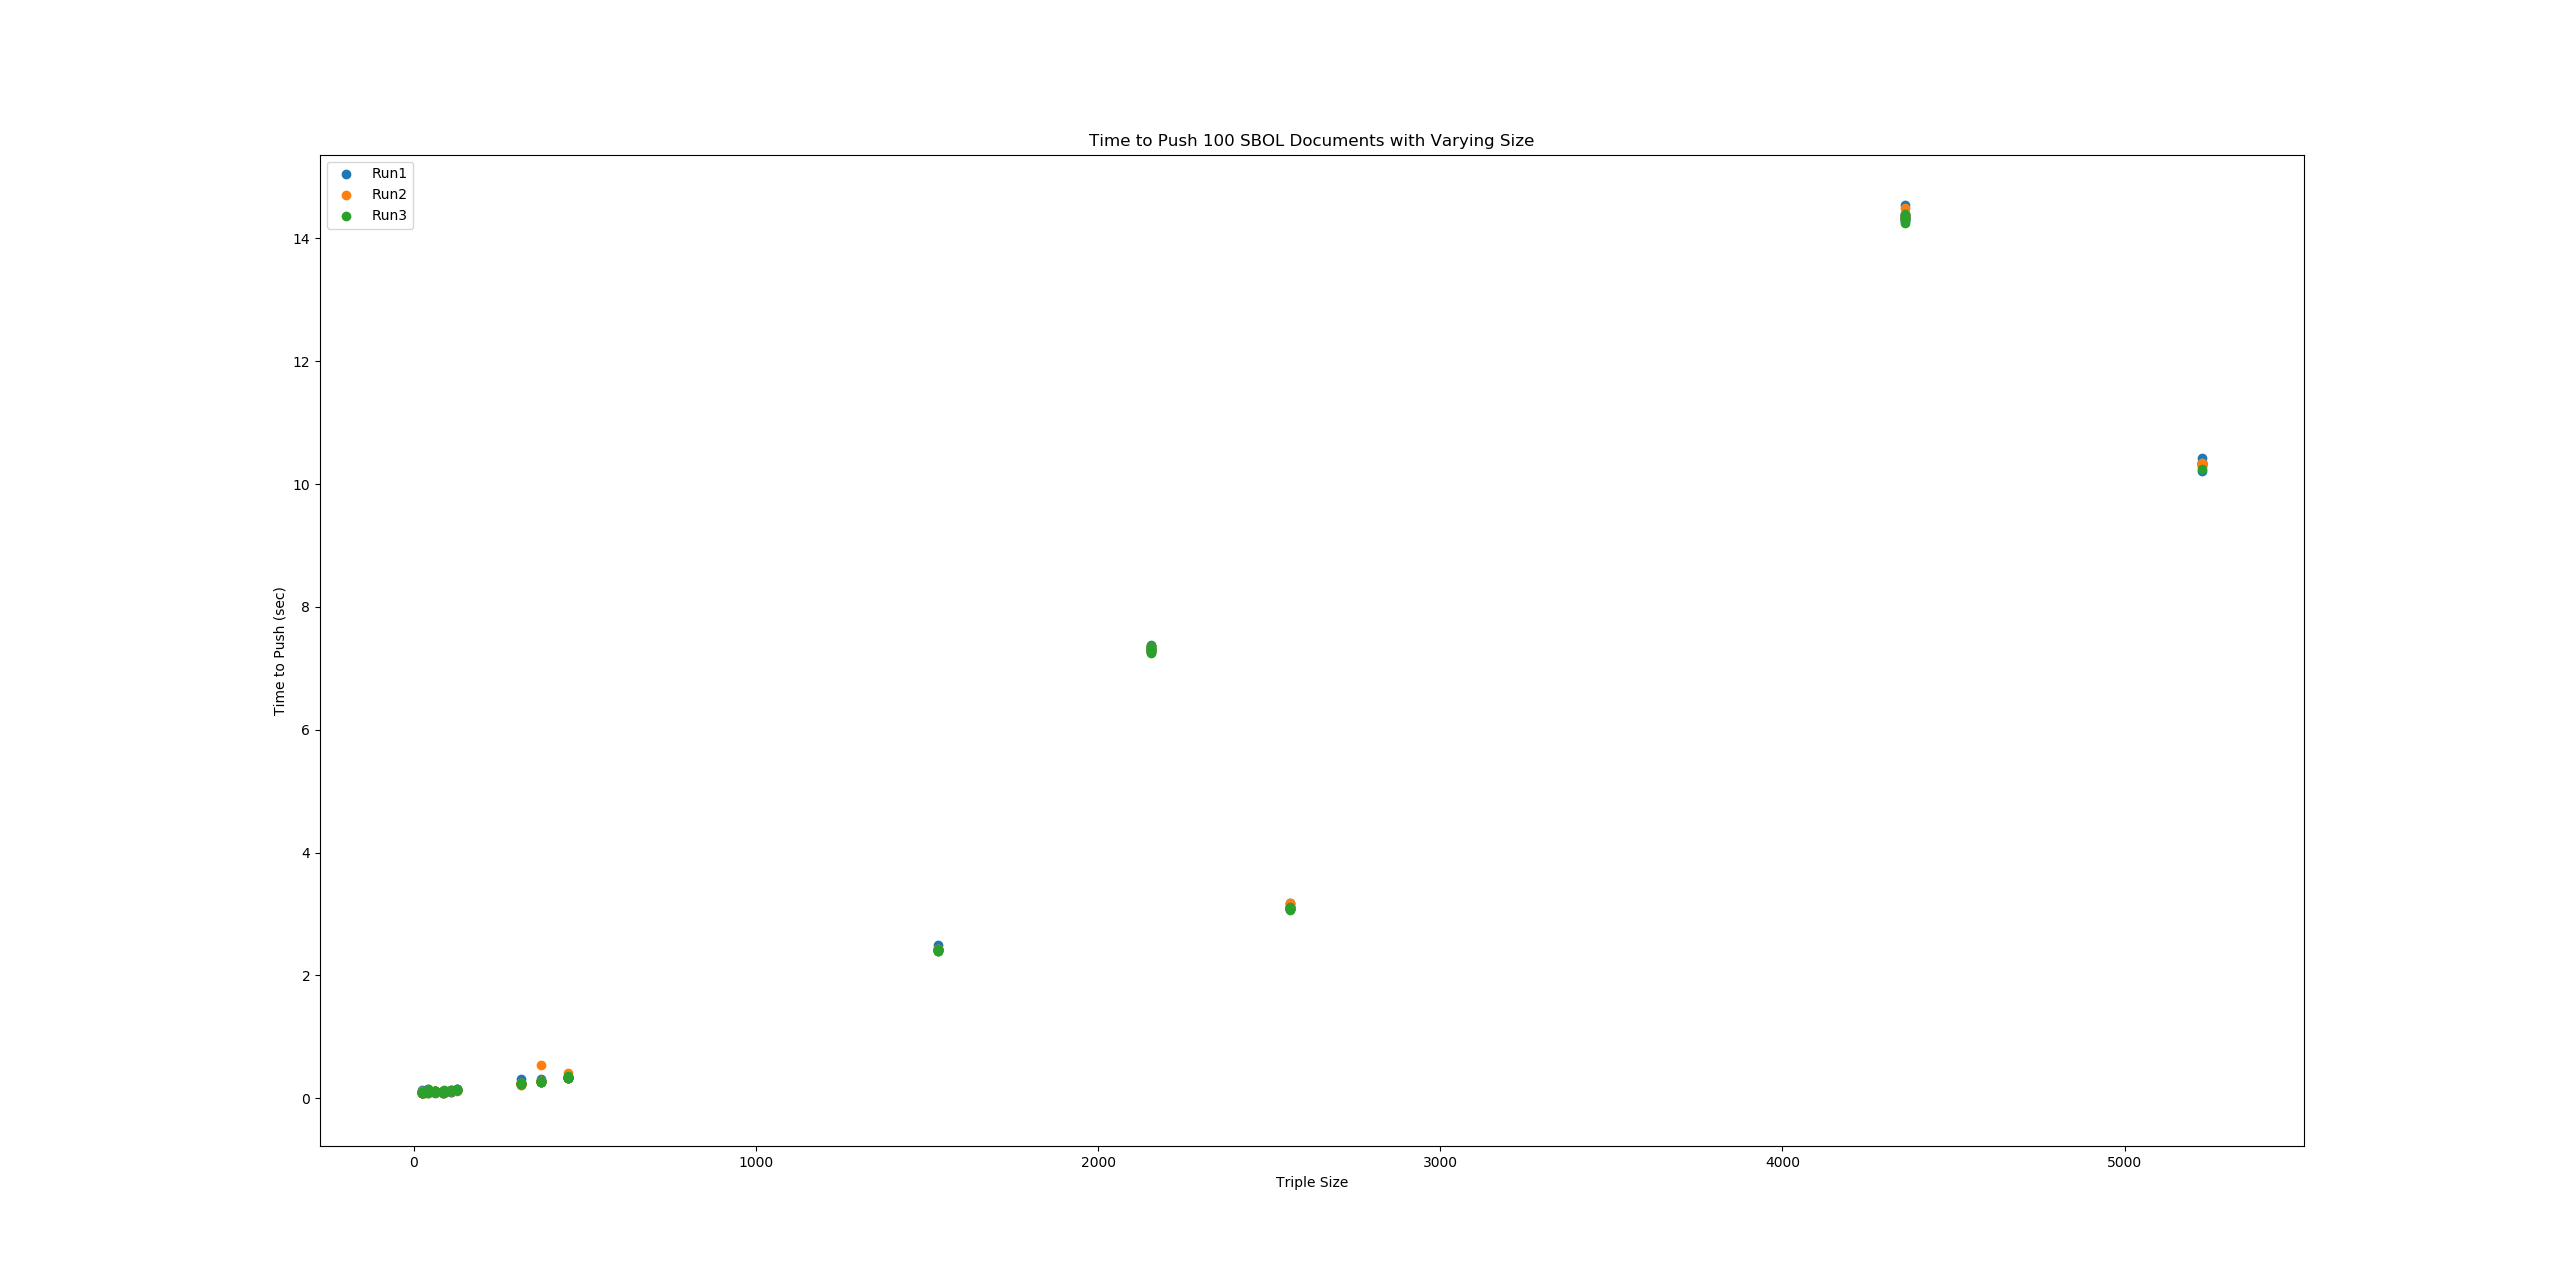 Time to Push 100 SBOL Documents with Varying Size
Run1
Run2
Run3
14
12
10
8
6
4
2
0
Time to Push (sec)
0 1000 2000 3000 4000 5000
Triple Size